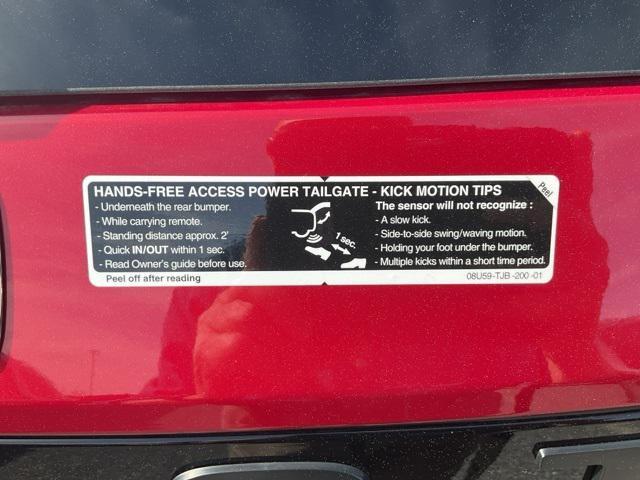 HANDS-FREE ACCESS POWER TAILGATE - KICK MOTION TIPS
Peel
- Underneath the rear bumper.
- While carrying remote.
- Standing distance approx. 2'
- Quick IN/OUT within 1 sec.
- Read Owner's guide before use.
1 sec.
The sensor will not recognize :
- A slow kick.
- Side-to-side swing/waving motion.
- Holding your foot under the bumper.
- Multiple kicks within a short time period.
Peel off after reading
08U59-TJB -200 -01